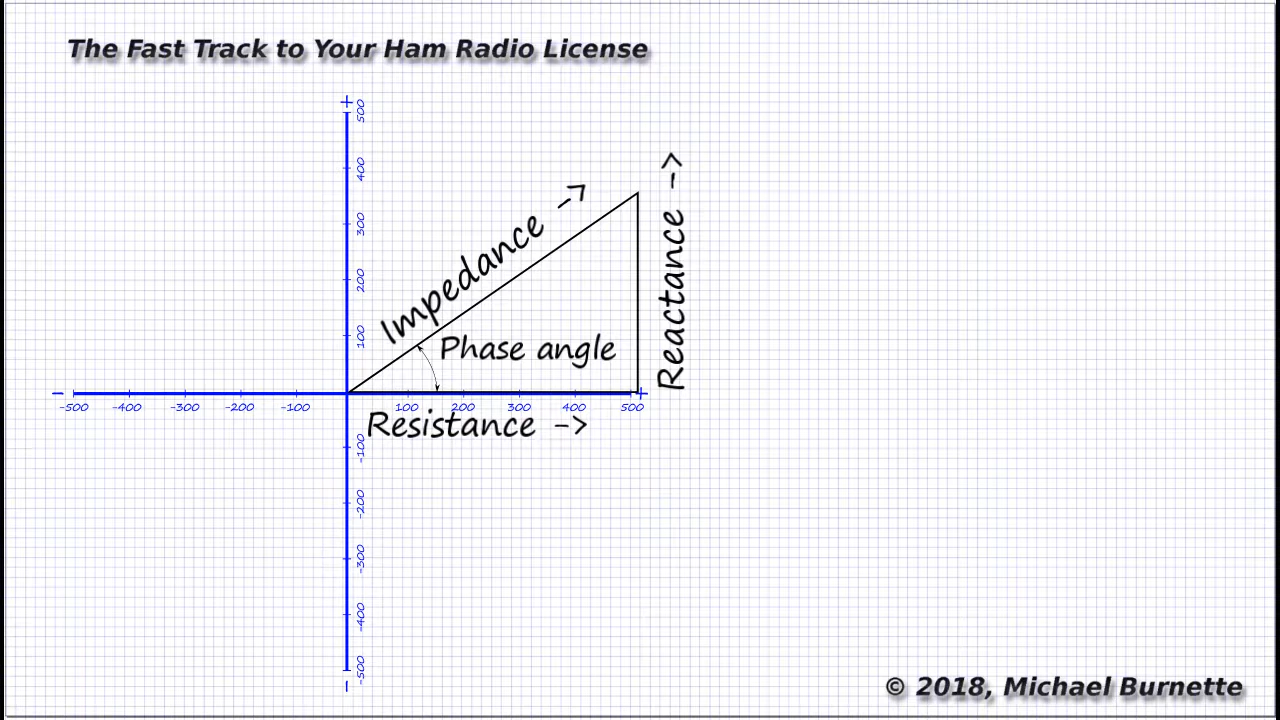 The Fast Track to Your Ham Radio License
+
500
400
300
200
100
Impedance -->
Reactance -->
Phase angle
- -500 -400 -300 -200 -100 100 200 300 400 500 +
Resistance ->
-100
-200
-300
-400
-500
-
© 2018, Michael Burnette